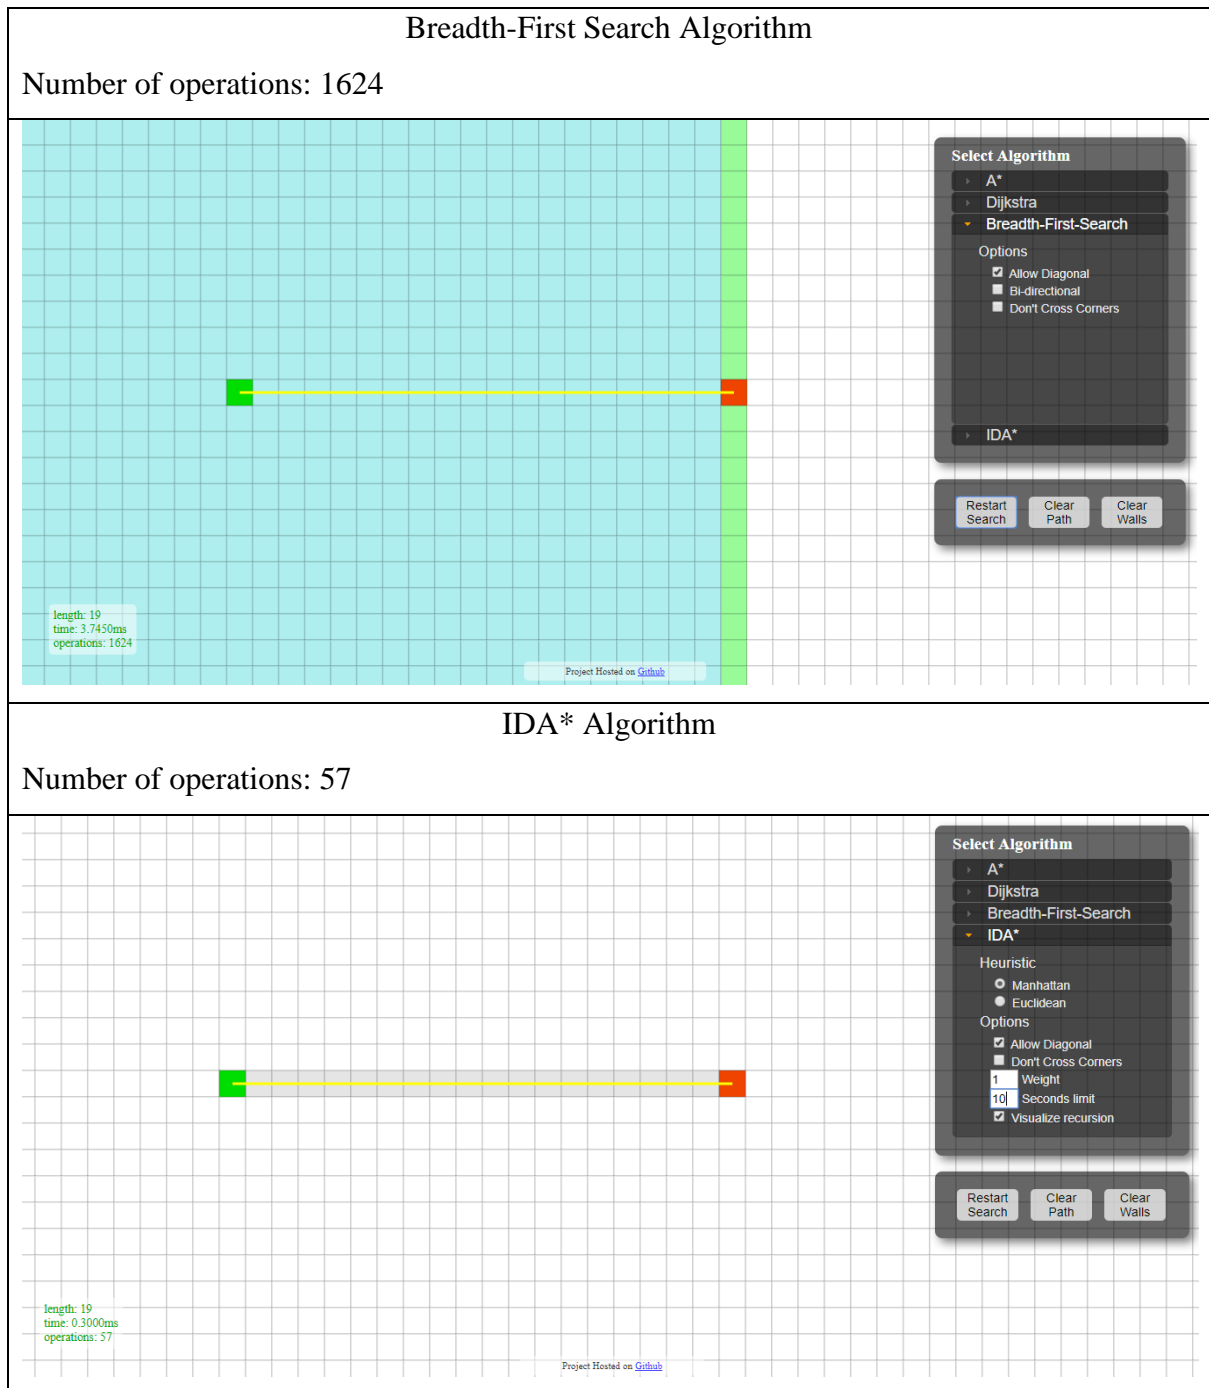 Breadth-First Search Algorithm
Number of operations: 1624
Select Algorithm
A*
Dijkstra
Breadth-First-Search
Options
Allow Diagonal
Bi-directional
Don't Cross Corners
IDA*
Restart Search
Clear Path
Clear Walls
length: 19
time: 3.7450ms
operations: 1624
Project Hosted on Github
IDA* Algorithm
Number of operations: 57
Select Algorithm
A*
Dijkstra
Breadth-First-Search
IDA*
Heuristic
Manhattan
Euclidean
Options
Allow Diagonal
Don't Cross Corners
1 Weight
10 Seconds limit
Visualize recursion
Restart Search
Clear Path
Clear Walls
length: 19
time: 0.3000ms
operations: 57
Project Hosted on Github